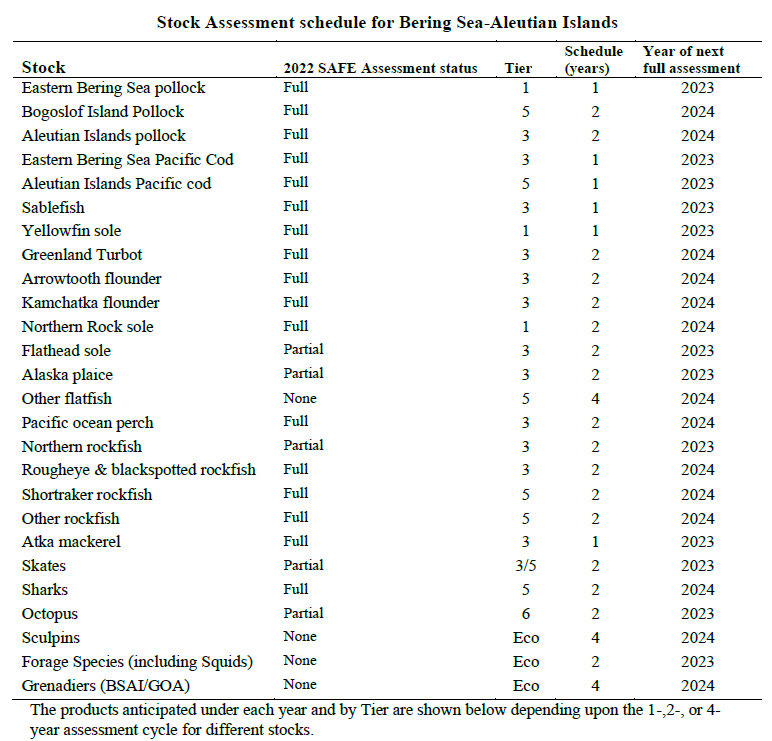 Stock Assessment schedule for Bering Sea-Aleutian Islands
Stock 2022 SAFE Assessment status Tier Schedule (years) Year of next full assessment
Eastern Bering Sea pollock Full 1 1 2023
Bogoslof Island Pollock Full 5 2 2024
Aleutian Islands pollock Full 3 2 2024
Eastern Bering Sea Pacific Cod Full 3 1 2023
Aleutian Islands Pacific cod Full 5 1 2023
Sablefish Full 3 1 2023
Yellowfin sole Full 1 1 2023
Greenland Turbot Full 3 2 2024
Arrowtooth flounder Full 3 2 2024
Kamchatka flounder Full 3 2 2024
Northern Rock sole Full 1 2 2024
Flathead sole Partial 3 2 2023
Alaska plaice Partial 3 2 2023
Other flatfish None 5 4 2024
Pacific ocean perch Full 3 2 2024
Northern rockfish Partial 3 2 2023
Rougheye & blackspotted rockfish Full 3 2 2024
Shortraker rockfish Full 5 2 2024
Other rockfish Full 5 2 2024
Atka mackerel Full 3 1 2023
Skates Partial 3/5 2 2023
Sharks Full 5 2 2024
Octopus Partial 6 2 2023
Sculpins None Eco 4 2024
Forage Species (including Squids) None Eco 2 2023
Grenadiers (BSAI/GOA) None Eco 4 2024
The products anticipated under each year and by Tier are shown below depending upon the 1-,2-, or 4-
year assessment cycle for different stocks.